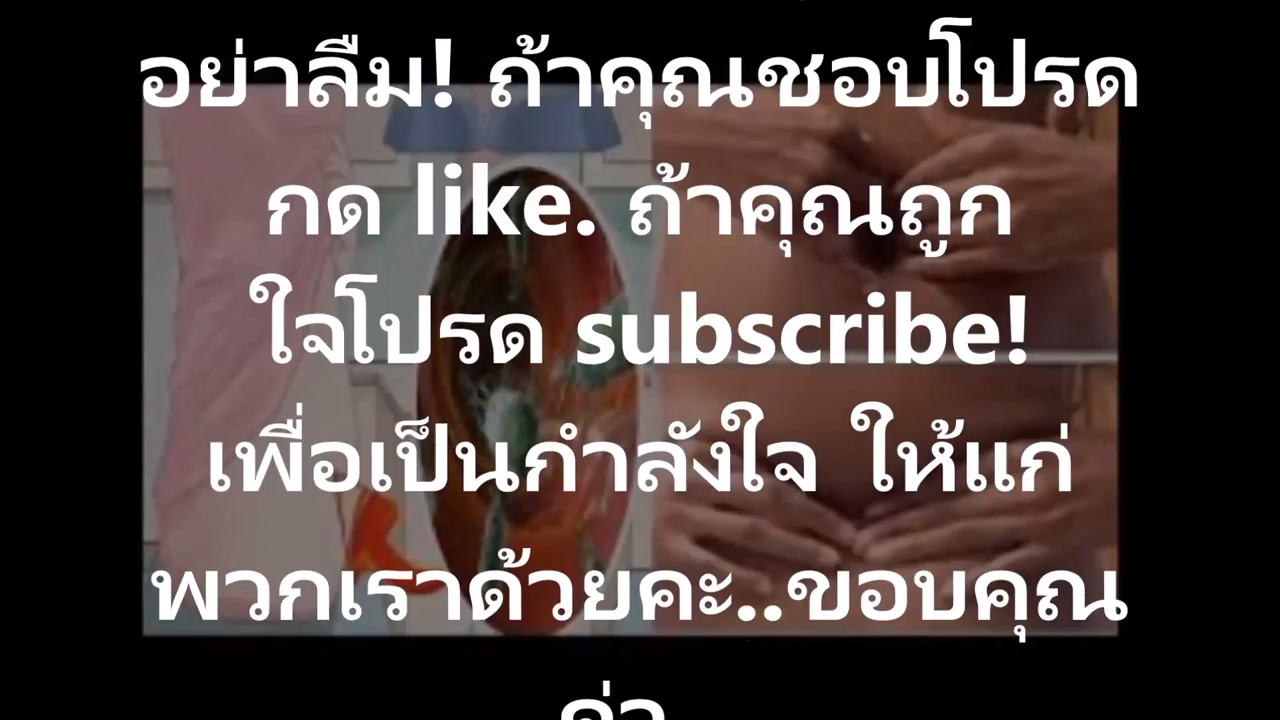 อย่าลืม! ถ้าคุณชอบโปรด
กด like. ถ้าคุณถูก
ใจโปรด subscribe!
เพื่อเป็นกำลังใจ ให้แก่
พวกเราด้วยคะ..ขอบคุณ
ค่า